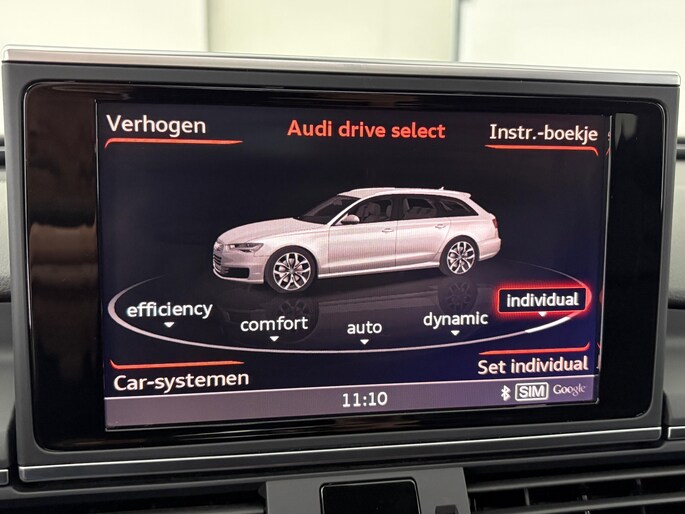 Verhogen
Audi drive select
Instr.-boekje
efficiency
comfort
auto
dynamic
individual
Car-systemen
Set individual
11:10
SIM
Google